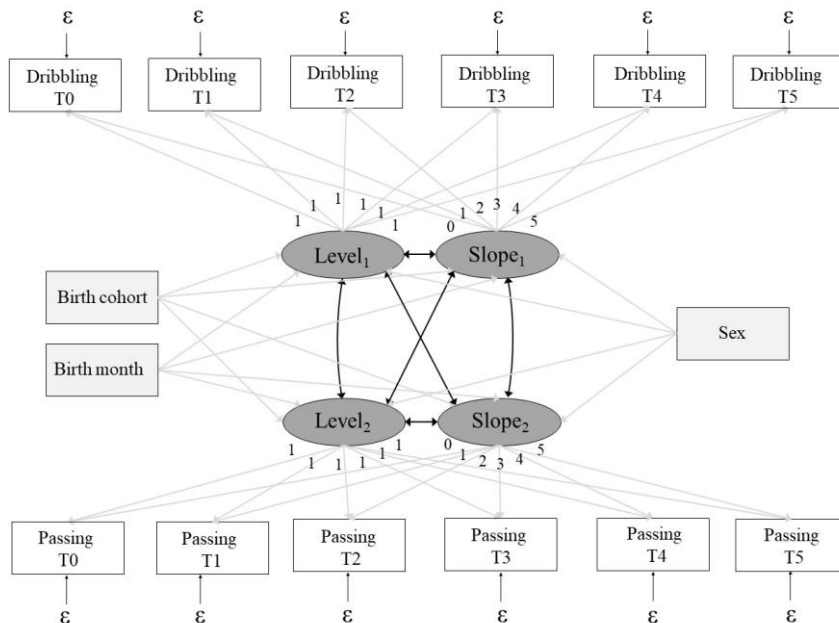 ε ε ε ε ε ε
Dribbling Dribbling Dribbling Dribbling Dribbling Dribbling
T0 T1 T2 T3 T4 T5
1 1 1 1 1 1 0 1 2 3 4 5
Level1 Slope1
Birth cohort
Sex
Birth month
Level2 Slope2
1 1 1 1 1 1 0 1 2 3 4 5
Passing Passing Passing Passing Passing Passing
T0 T1 T2 T3 T4 T5
ε ε ε ε ε ε